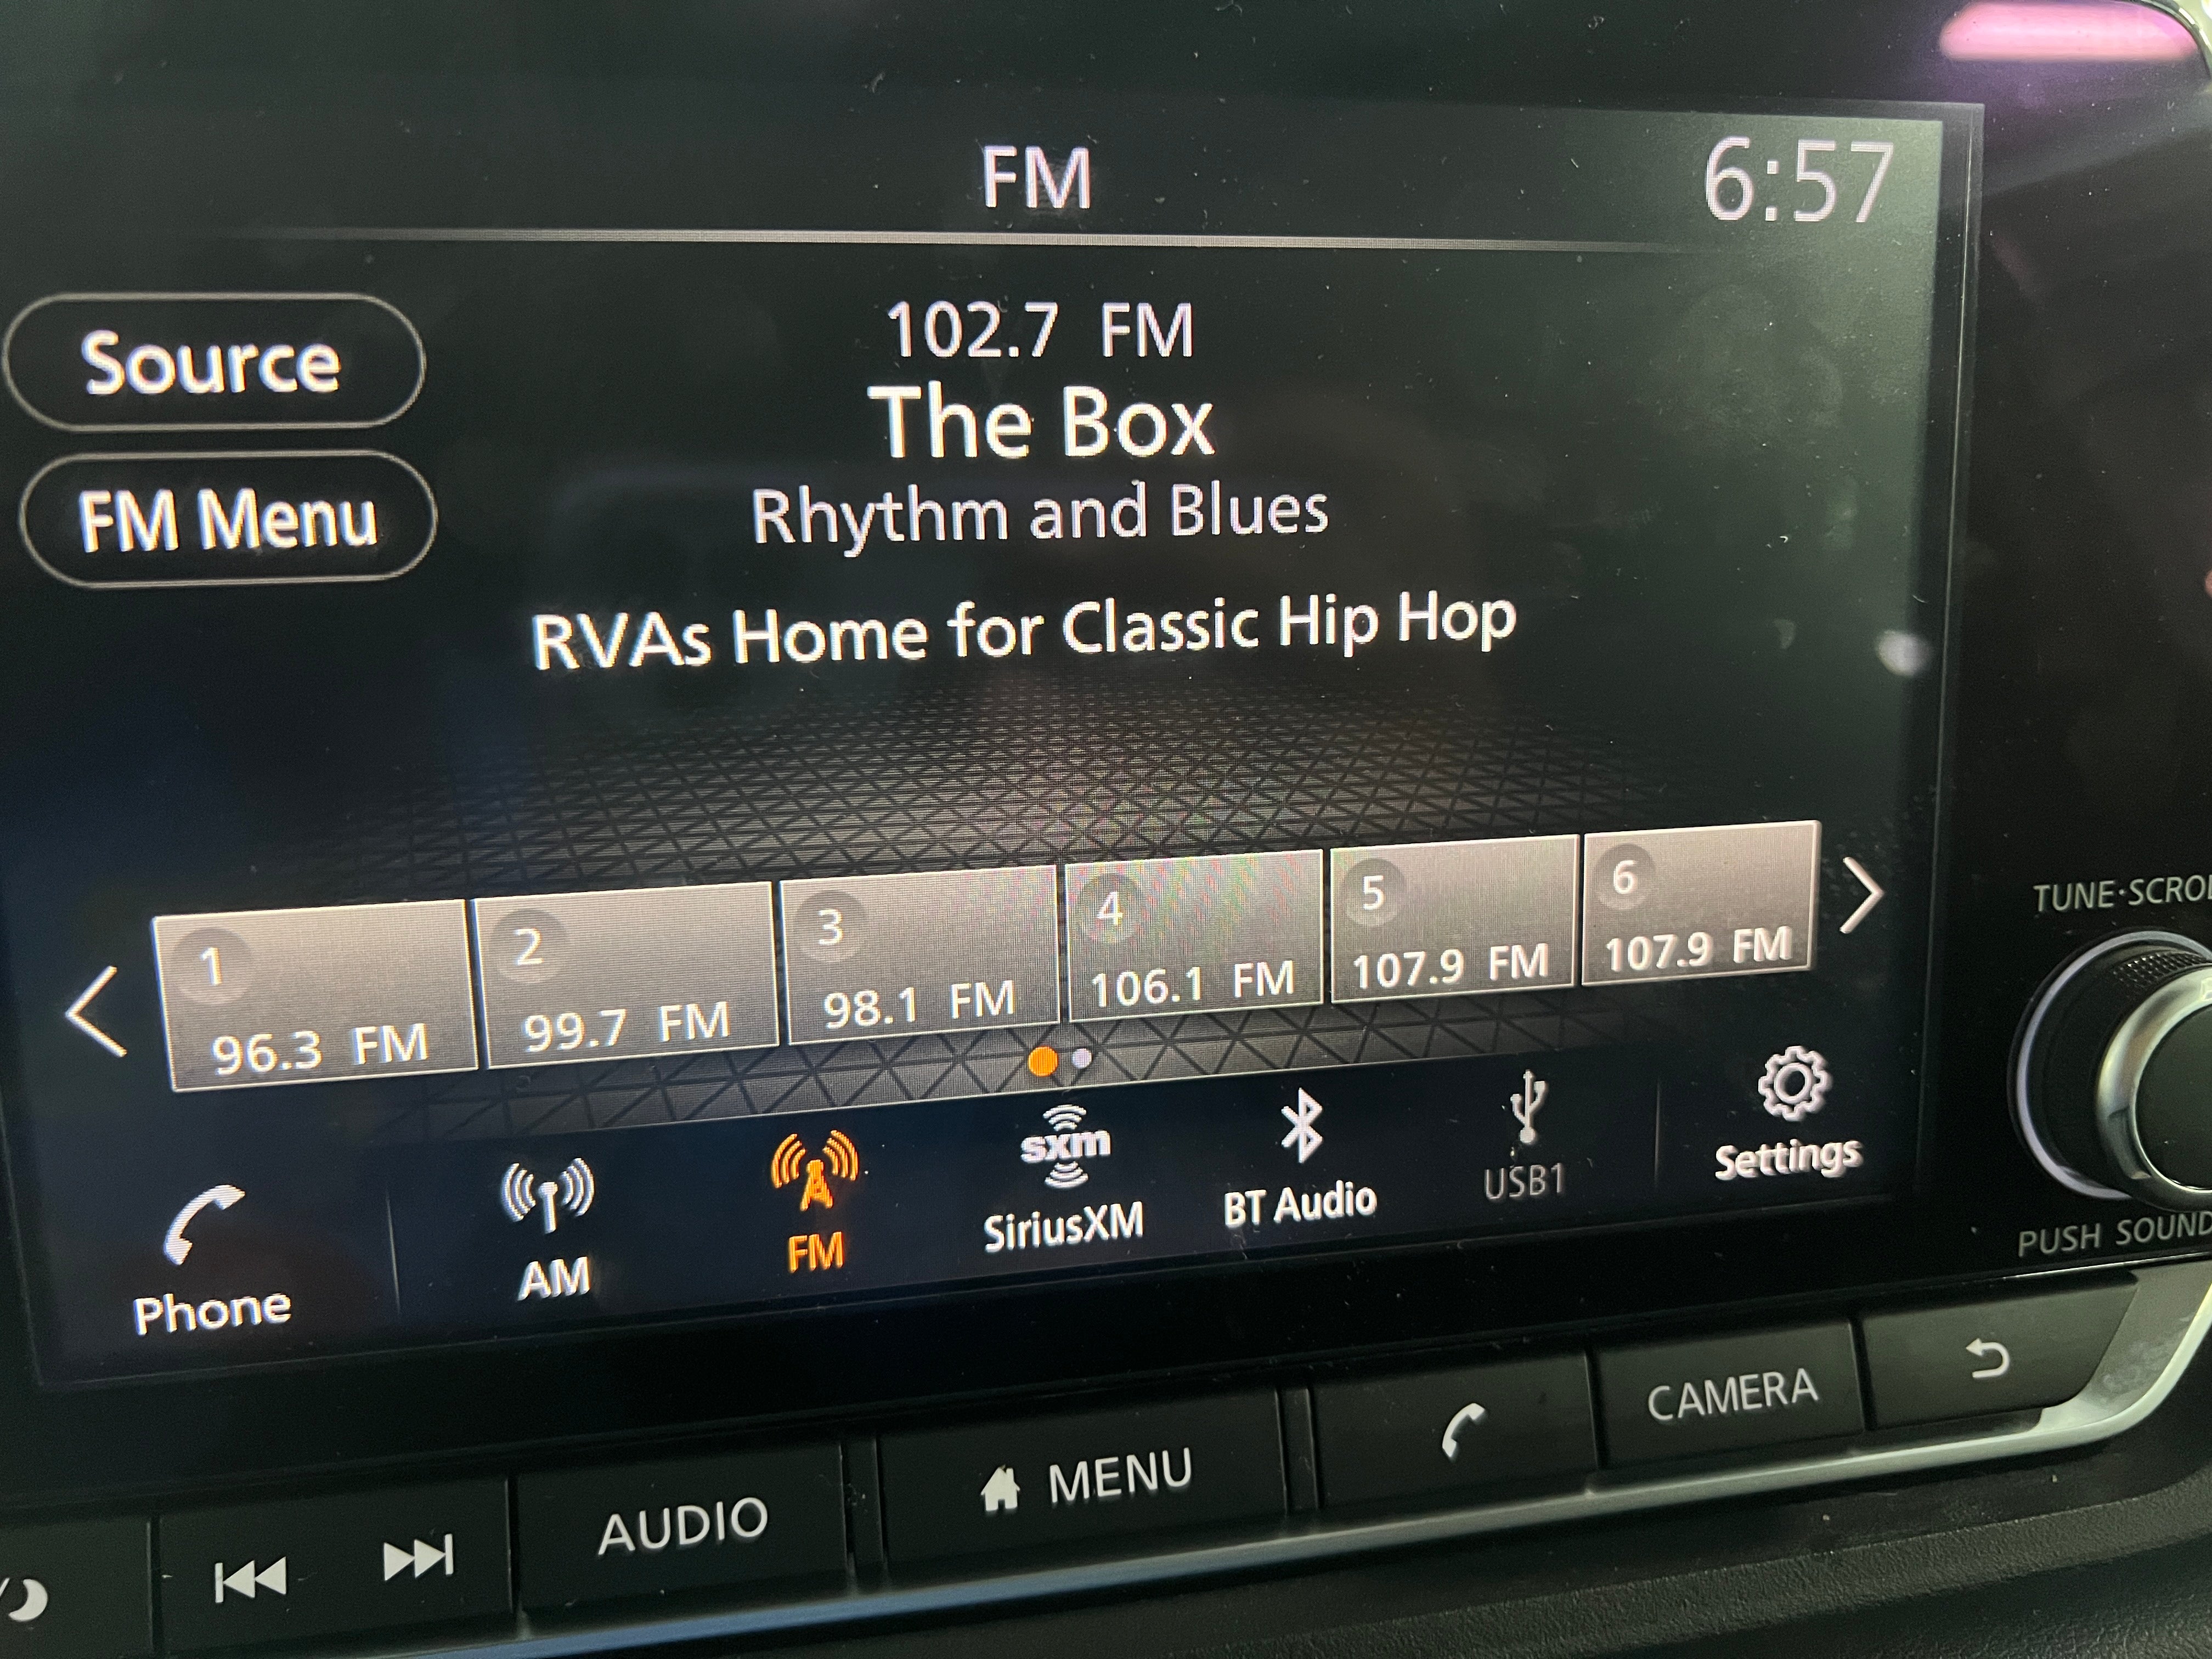 FM
6:57
Source
FM Menu
102.7 FM
The Box
Rhythm and Blues
RVAs Home for Classic Hip Hop
1
96.3 FM
2
99.7 FM
3
98.1 FM
4
106.1 FM
5
107.9 FM
6
107.9 FM
Phone
AM
FM
sxm
SiriusXM
BT Audio
USB1
Settings
PUSH SOUND
AUDIO
MENU
CAMERA